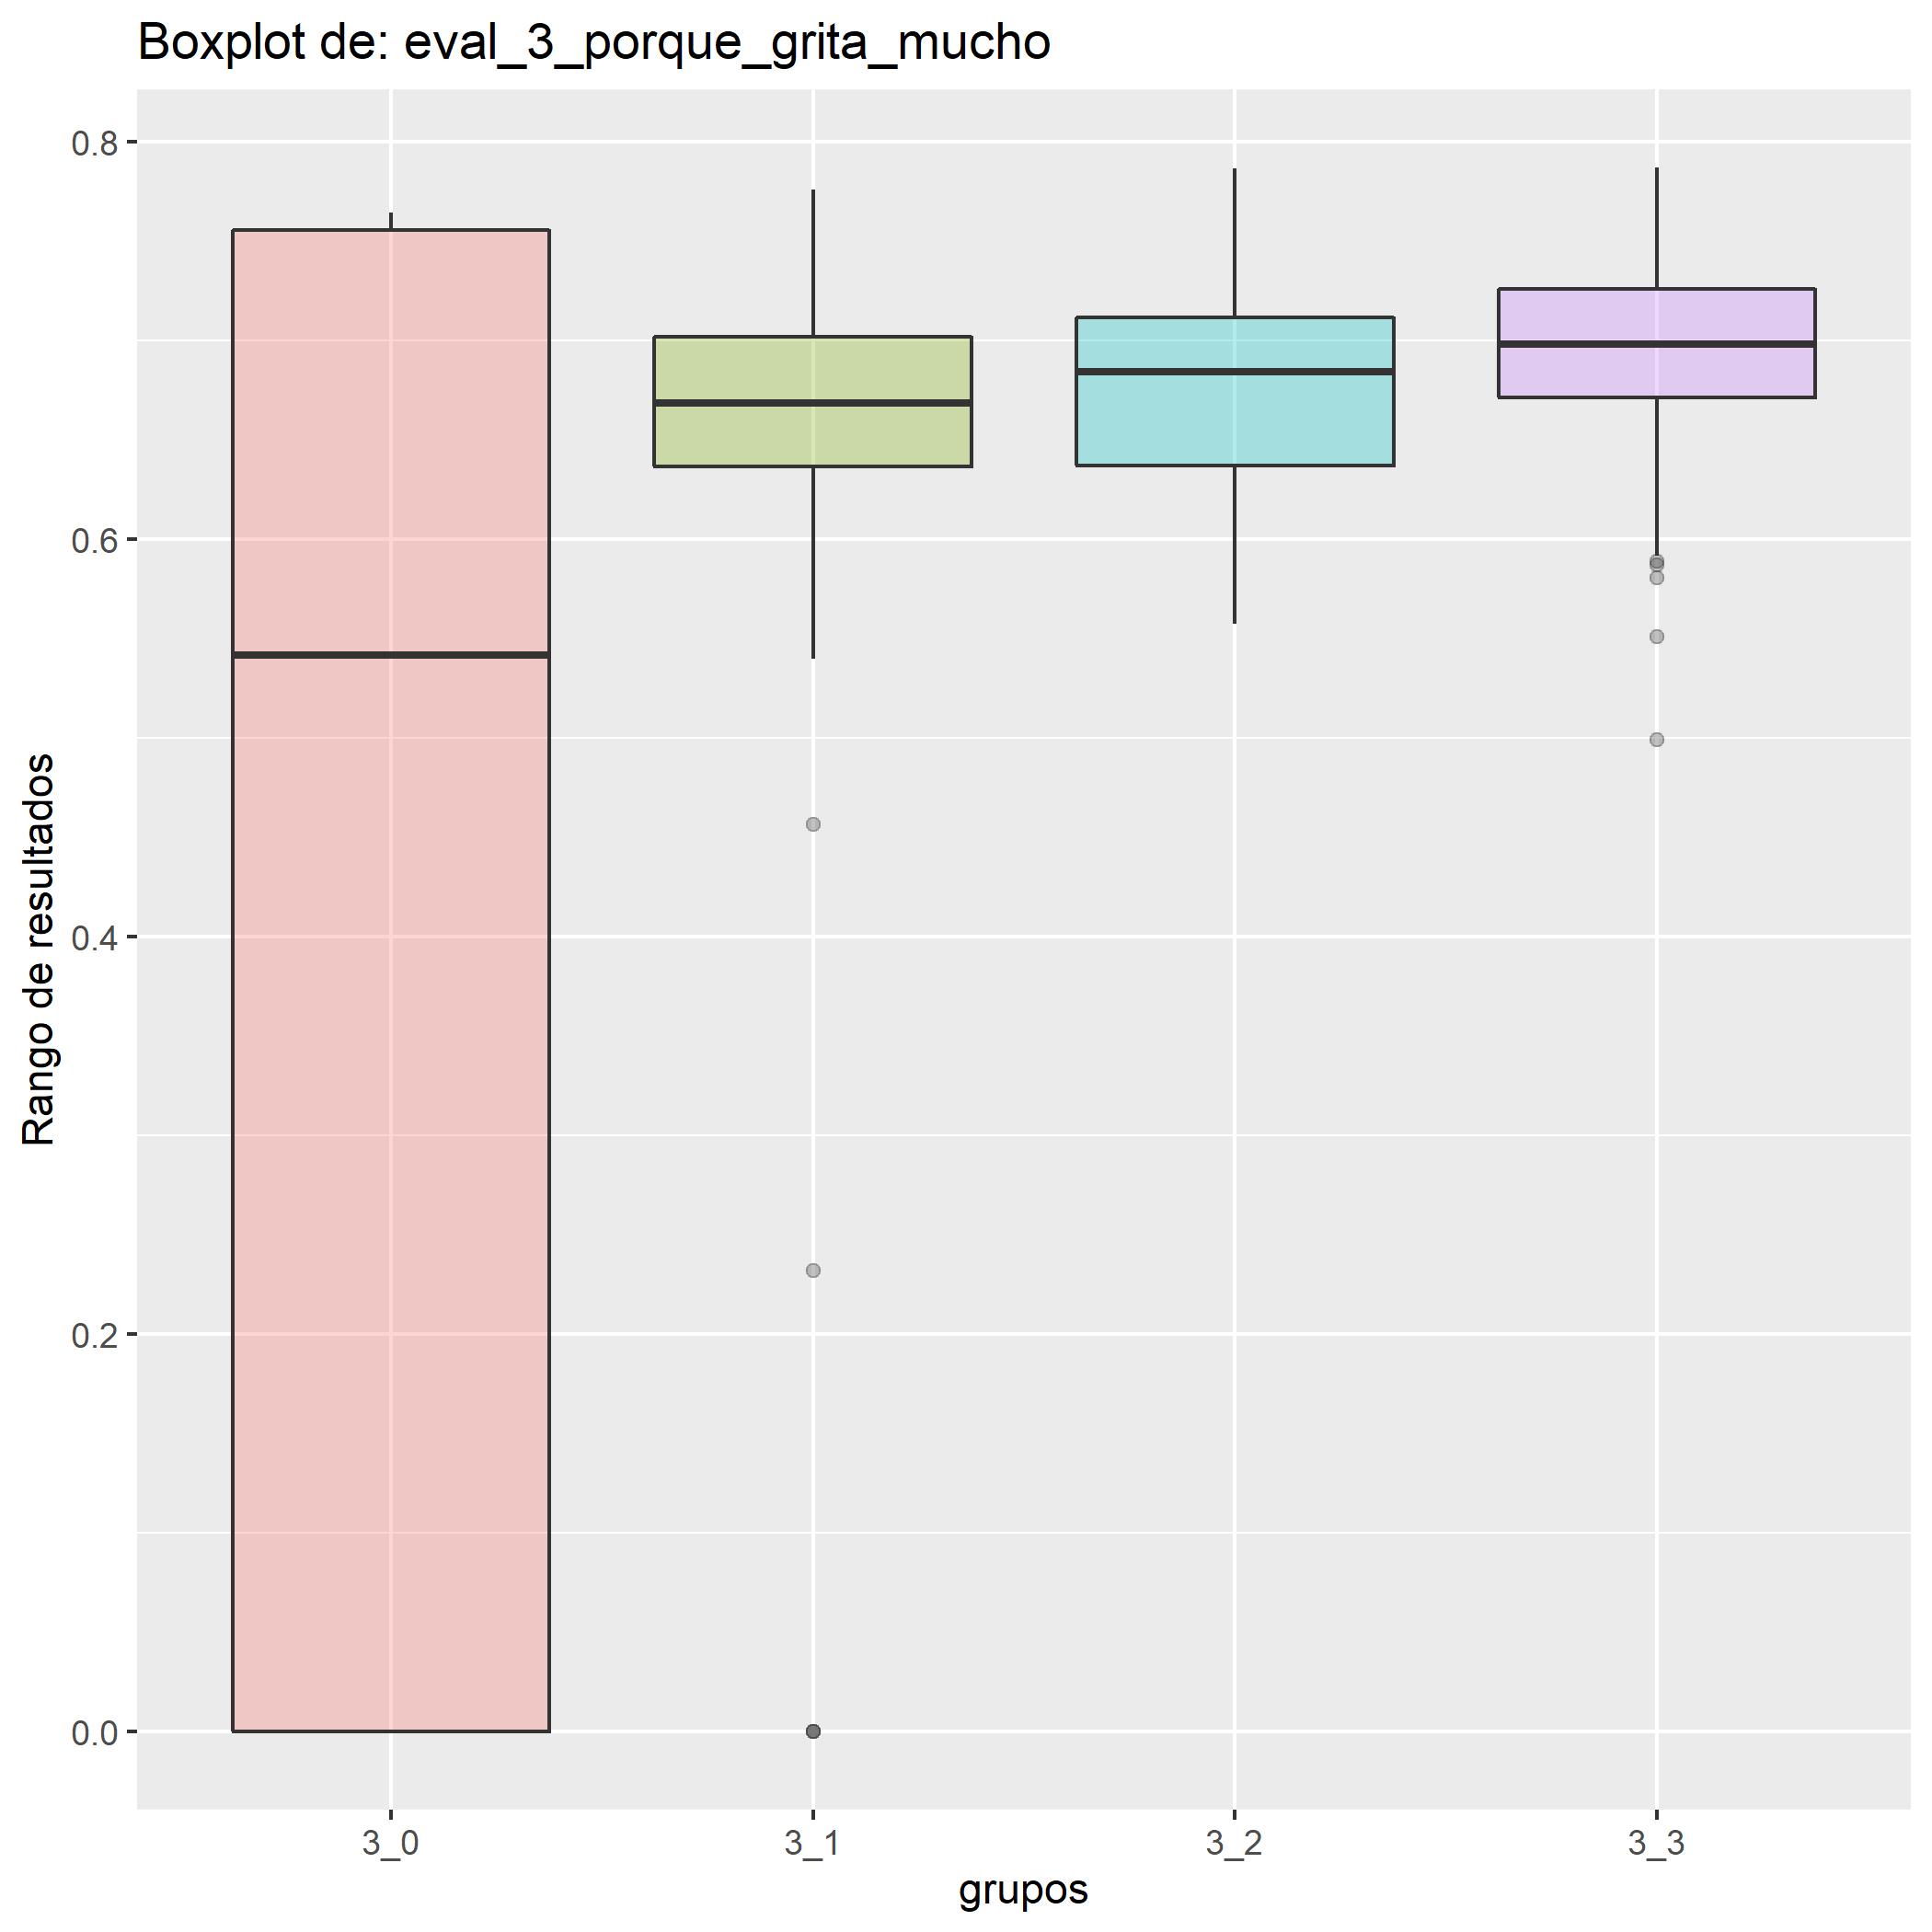 Boxplot de: eval_3_porque_grita_mucho
Rango de resultados
0.8
0.6
0.4
0.2
0.0
3_0 3_1 3_2 3_3
grupos